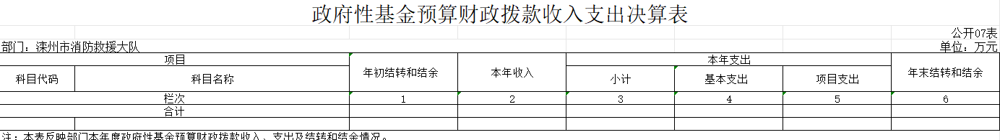 政府性基金预算财政拨款收入支出决算表
公开07表
部门：滦州市消防救援大队 单位：万元
项目 年初结转和结余 本年收入 本年支出 年末结转和结余
科目代码 科目名称 小计 基本支出 项目支出
栏次 1 2 3 4 5 6
合计
注：本表反映部门本年度政府性基金预算财政拨款收入、支出及结转和结余情况。